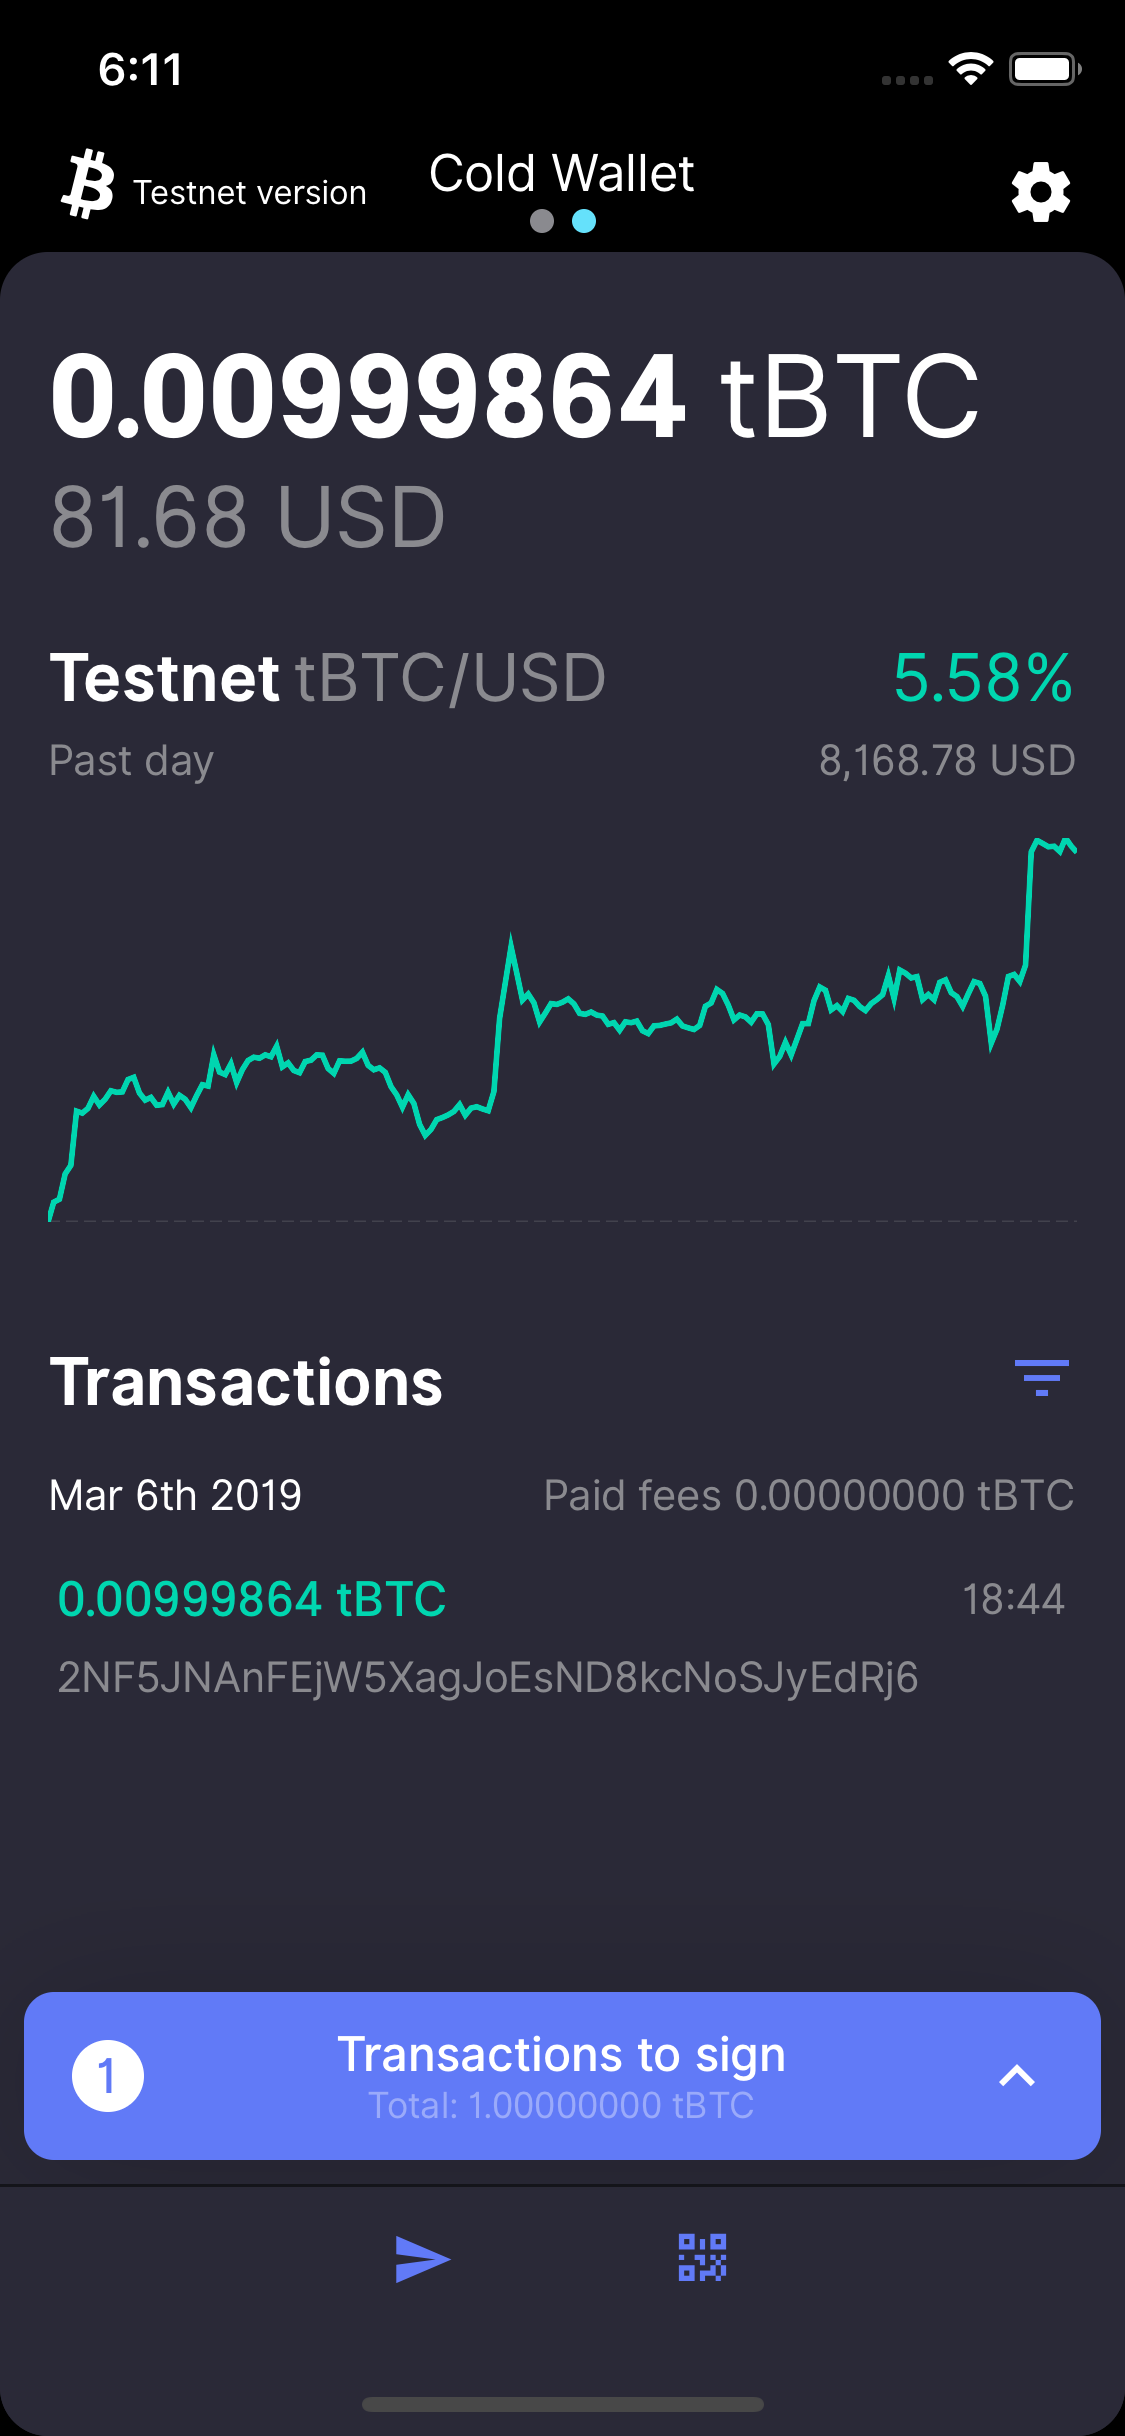 6:11
Testnet version
Cold Wallet
0.00999864 tBTC
81.68 USD
Testnet tBTC/USD
5.58%
Past day
8,168.78 USD
Transactions
Mar 6th 2019
Paid fees 0.00000000 tBTC
0.00999864 tBTC
18:44
2NF5JNAnFEjW5XagJoEsND8kcNoSJyEdRj6
1
Transactions to sign
Total: 1.00000000 tBTC